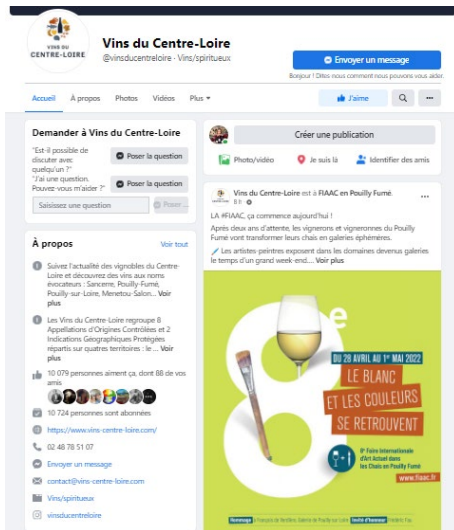 VINS DU
CENTRE-LOIRE
Vins du Centre-Loire
@vinsducentreloire · Vins/spiritueux
Envoyer un message
Bonjour ! Dites-nous comment nous pouvons vous aider.
Accueil
À propos
Photos
Vidéos
Plus
J'aime
Demander à Vins du Centre-Loire
"Est-il possible de
discuter avec
quelqu'un ?"
Poser la question
"J'ai une question.
Pouvez-vous m'aider ?"
Poser la question
Saisissez une question
Poser ...
À propos
Voir tout
Suivez l'actualité des vignobles du Centre-
Loire et découvrez des vins aux noms
évocateurs : Sancerre, Pouilly-Fumé,
Pouilly-sur-Loire, Menetou-Salon... Voir
plus
Les Vins du Centre-Loire regroupe 8
Appellations d'Origines Contrôlées et 2
Indications Géographiques Protégées
répartis sur quatre territoires : le ... Voir
plus
10 079 personnes aiment ça, dont 88 de vos
amis
10 724 personnes sont abonnées
https://www.vins-centre-loire.com/
02 48 78 51 07
Envoyer un message
contact@vins-centre-loire.com
Vins/spiritueux
vinsducentreloire
Créer une publication
Photo/vidéo
Je suis là
Identifier des amis
Vins du Centre-Loire est à FIAAC en Pouilly Fumé.
8 h
LA #FIAAC, ça commence aujourd'hui !
Après deux ans d'attente, les vignerons et vigneronnes du Pouilly
Fumé vont transformer leurs chais en galeries éphémères.
Les artistes-peintres exposent dans les domaines devenus galeries
le temps d'un grand week-end... Voir plus
8e
DU 28 AVRIL AU 1er MAI 2022
LE BLANC
ET LES COULEURS
SE RETROUVENT
8e Foire Internationale
d'Art Actuel dans
les Chais en Pouilly Fumé
www.fiaac.fr
Hommage à François de
Galerie de Pouilly-sur-Loire
Invité d'honneur